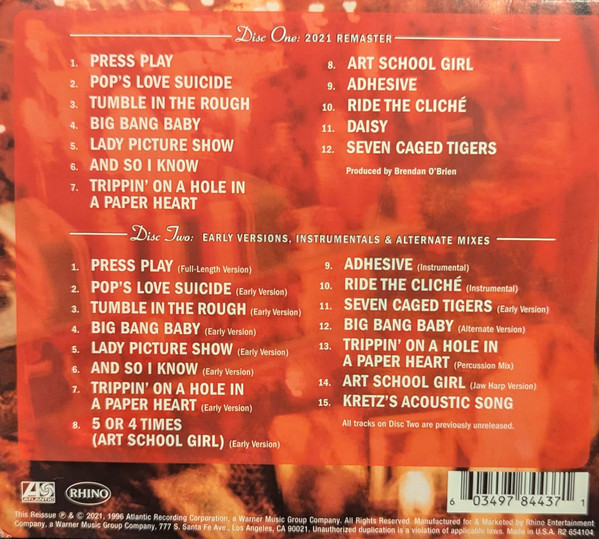 Disc One: 2021 REMASTER
1. PRESS PLAY
2. POP'S LOVE SUICIDE
3. TUMBLE IN THE ROUGH
4. BIG BANG BABY
5. LADY PICTURE SHOW
6. AND SO I KNOW
7. TRIPPIN' ON A HOLE IN
A PAPER HEART
8. ART SCHOOL GIRL
9. ADHESIVE
10. RIDE THE CLICHÉ
11. DAISY
12. SEVEN CAGED TIGERS
Produced by Brendan O'Brien
Disc Two: EARLY VERSIONS, INSTRUMENTALS & ALTERNATE MIXES
1. PRESS PLAY (Full-Length Version)
2. POP'S LOVE SUICIDE (Early Version)
3. TUMBLE IN THE ROUGH (Early Version)
4. BIG BANG BABY (Early Version)
5. LADY PICTURE SHOW (Early Version)
6. AND SO I KNOW (Early Version)
7. TRIPPIN' ON A HOLE IN
A PAPER HEART (Early Version)
8. 5 OR 4 TIMES
(ART SCHOOL GIRL) (Early Version)
9. ADHESIVE (Instrumental)
10. RIDE THE CLICHÉ (Instrumental)
11. SEVEN CAGED TIGERS (Early Version)
12. BIG BANG BABY (Alternate Version)
13. TRIPPIN' ON A HOLE IN
A PAPER HEART (Percussion Mix)
14. ART SCHOOL GIRL (Jaw Harp Version)
15. KRETZ'S ACOUSTIC SONG
All tracks on Disc Two are previously unreleased.
ATLANTIC
RHINO
6 03497 84437 1
This Reissue ℗ & © 2021, 1996 Atlantic Recording Corporation, a Warner Music Group Company. All Rights Reserved. Manufactured for & Marketed by Rhino Entertainment
Company, a Warner Music Group Company, 777 S. Santa Fe Ave., Los Angeles, CA 90021. Unauthorized duplication is a violation of applicable laws. Made in U.S.A. R2 654104